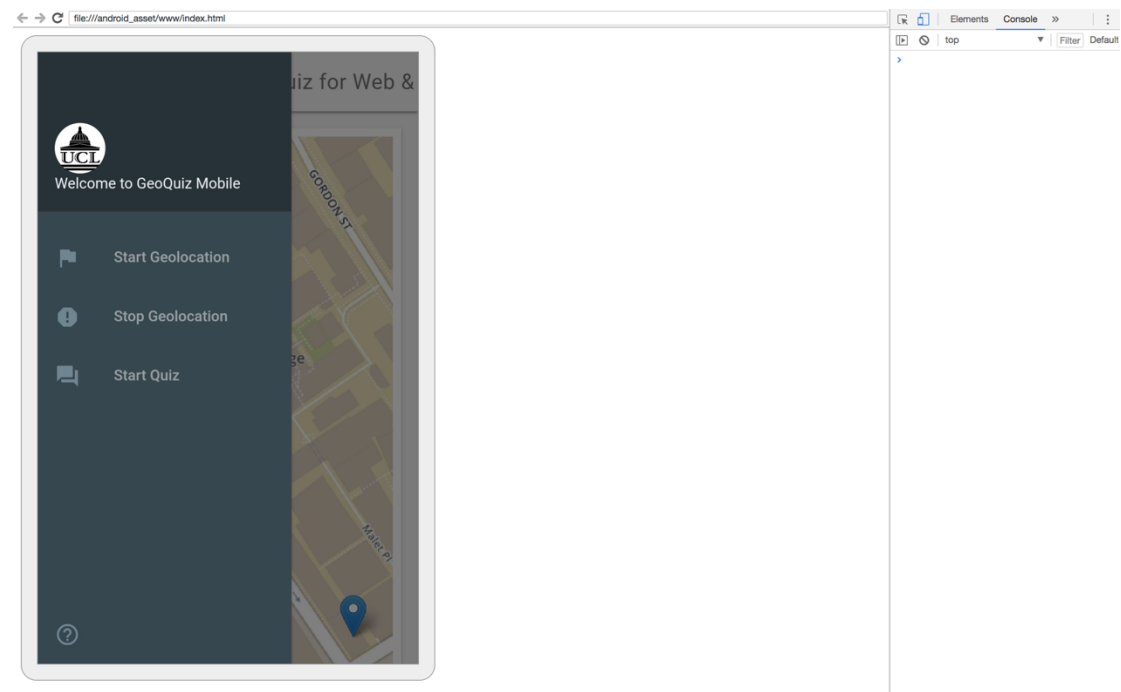 file:///android_asset/www/index.html
Elements Console »
top Filter Default
uiz for Web &
UCL
Welcome to GeoQuiz Mobile
GORDON ST
Start Geolocation
Stop Geolocation
ge
Start Quiz
Malet Pl